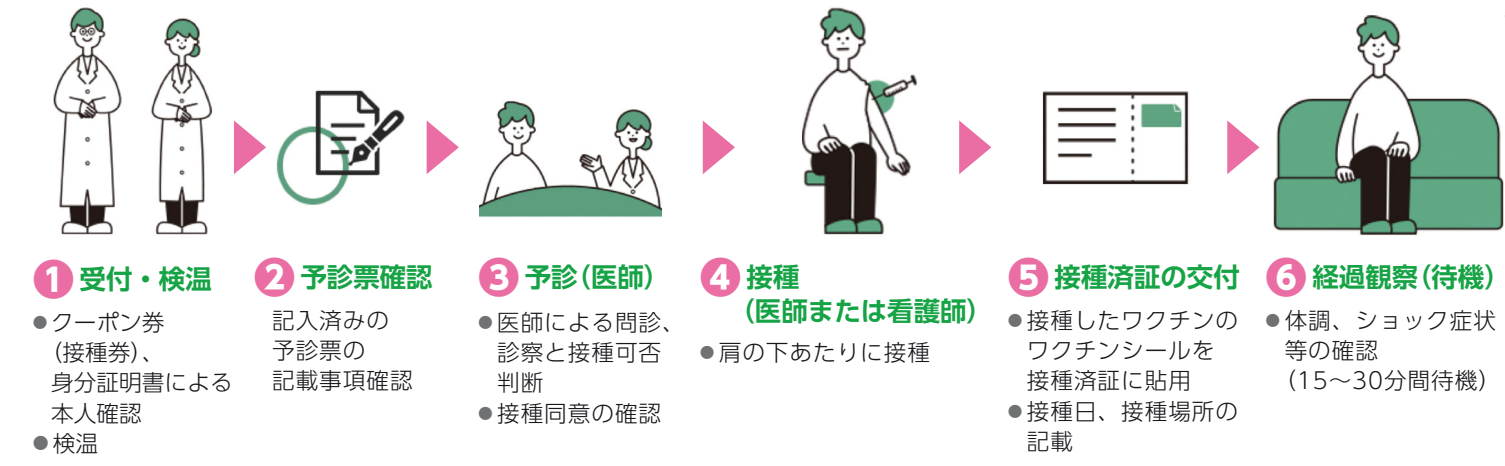 1 受付・検温
●クーポン券
(接種券)、
身分証明書による
本人確認
●検温
2 予診票確認
記入済みの
予診票の
記載事項確認
3 予診(医師)
●医師による問診、
診察と接種可否
判断
●接種同意の確認
4 接種
(医師または看護師)
●肩の下あたりに接種
5 接種済証の交付
●接種したワクチンの
ワクチンシールを
接種済証に貼用
●接種日、接種場所の
記載
6 経過観察(待機)
●体調、ショック症状
等の確認
(15〜30分間待機)